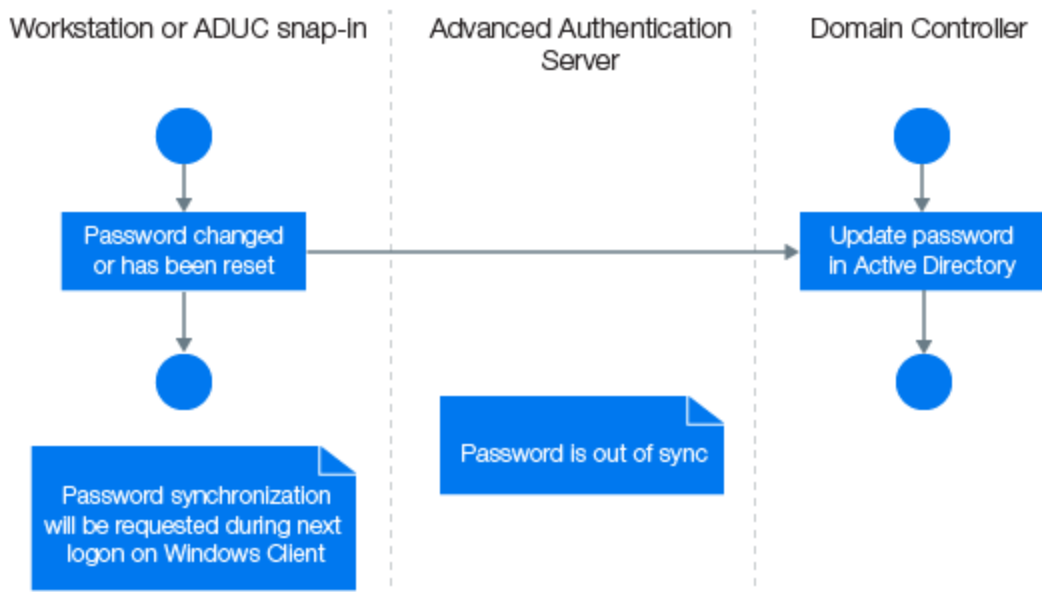 Workstation or ADUC snap-in
Advanced Authentication
Server
Domain Controller
Password changed
or has been reset
Update password
in Active Directory
Password is out of sync
Password synchronization
will be requested during next
logon on Windows Client